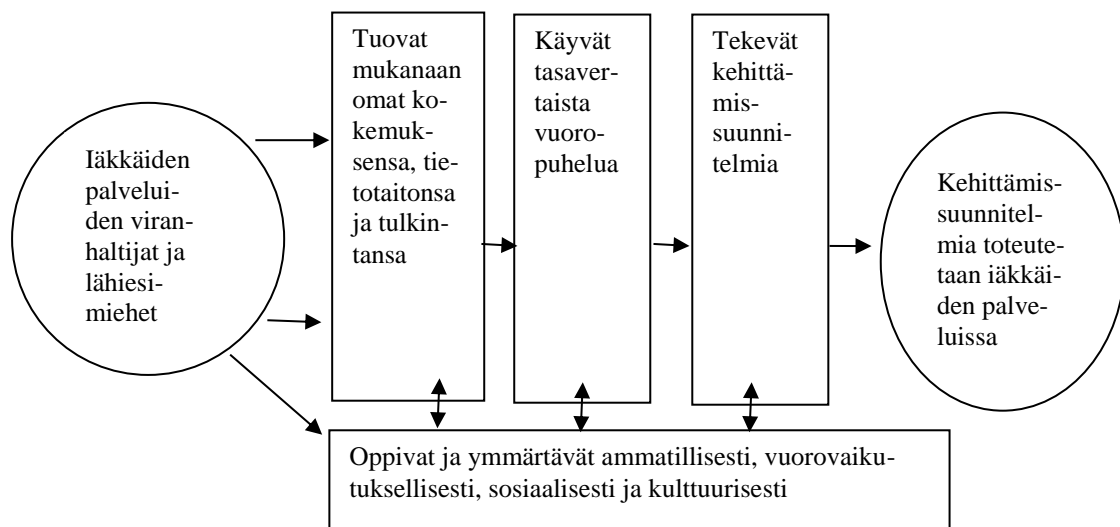 Iäkkäiden
palvelui-
den viran-
haltijat ja
lähiesi-
miehet
Tuovat
mukanaan
omat ko-
kemuk-
sensa, tie-
totaitonsa
ja tulkin-
tansa
Käyvät
tasaver-
taista
vuoro-
puhelua
Tekevät
kehittä-
mis-
suunni-
telmia
Kehittämis-
suunnitel-
mia toteute-
taan iäkkäi-
den palve-
luissa
Oppivat ja ymmärtävät ammatillisesti, vuorovaiku-
tuksellisesti, sosiaalisesti ja kulttuurisesti